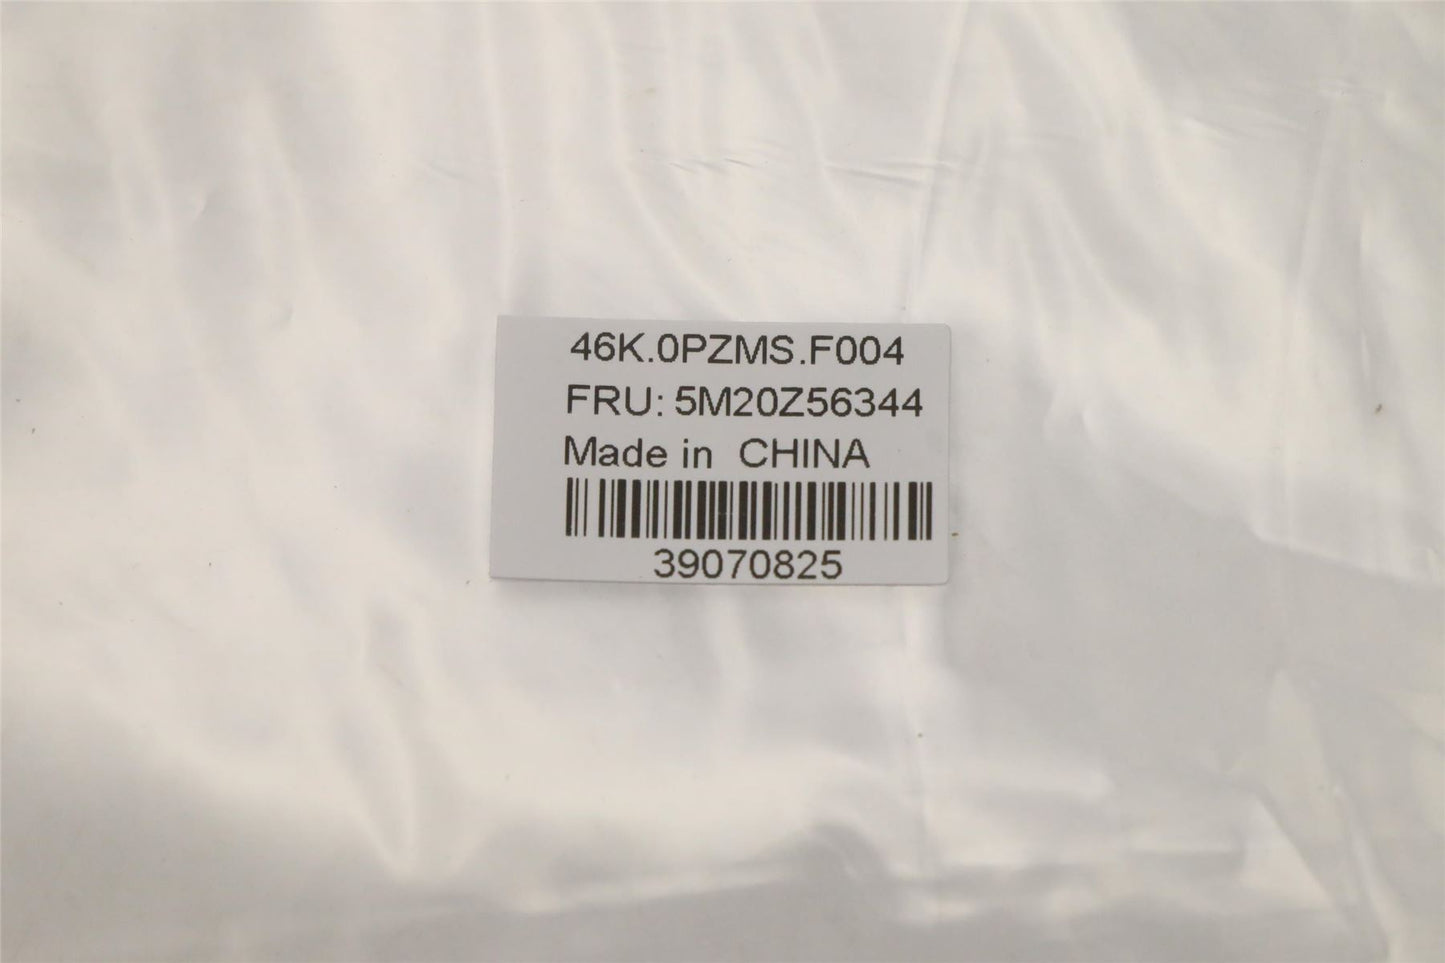 46K.0PZMS.F004
FRU: 5M20Z56344
Made in CHINA
39070825